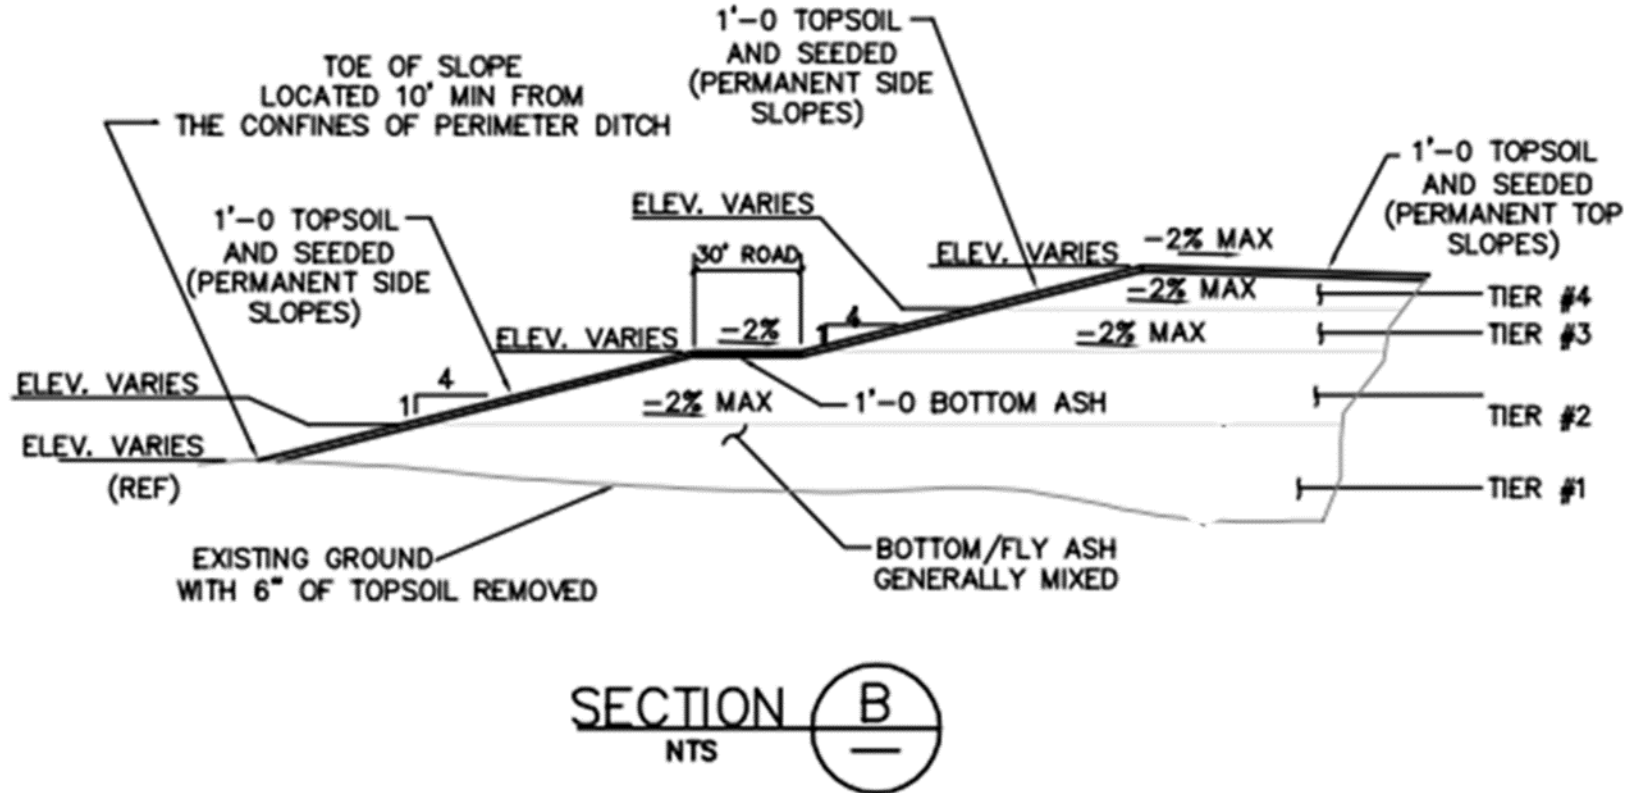 1'-0 TOPSOIL
AND SEEDED
(PERMANENT SIDE
SLOPES)
TOE OF SLOPE
LOCATED 10' MIN FROM
THE CONFINES OF PERIMETER DITCH
1'-0 TOPSOIL
AND SEEDED
(PERMANENT TOP
SLOPES)
1'-0 TOPSOIL
AND SEEDED
(PERMANENT SIDE
SLOPES)
ELEV. VARIES
30' ROAD
ELEV. VARIES
-2% MAX
-2% MAX
TIER #4
-2% MAX
TIER #3
ELEV. VARIES
-2%
1
4
ELEV. VARIES
1
4
-2% MAX
1'-0 BOTTOM ASH
TIER #2
ELEV. VARIES
(REF)
TIER #1
EXISTING GROUND
WITH 6" OF TOPSOIL REMOVED
BOTTOM/FLY ASH
GENERALLY MIXED
SECTION B
NTS